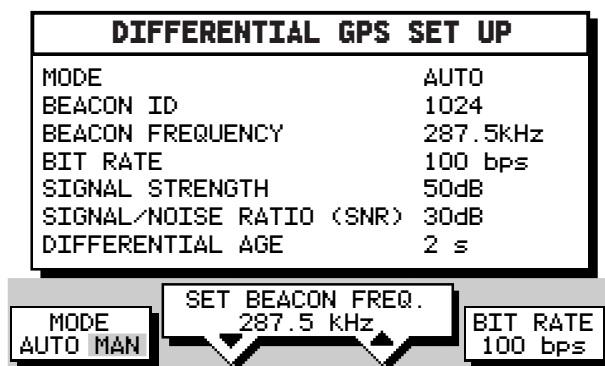 DIFFERENTIAL GPS SET UP
MODE AUTO
BEACON ID 1024
BEACON FREQUENCY 287.5KHz
BIT RATE 100 bps
SIGNAL STRENGTH 50dB
SIGNAL/NOISE RATIO (SNR) 30dB
DIFFERENTIAL AGE 2 s
SET BEACON FREQ.
287.5 KHz
MODE
AUTO MAN
BIT RATE
100 bps